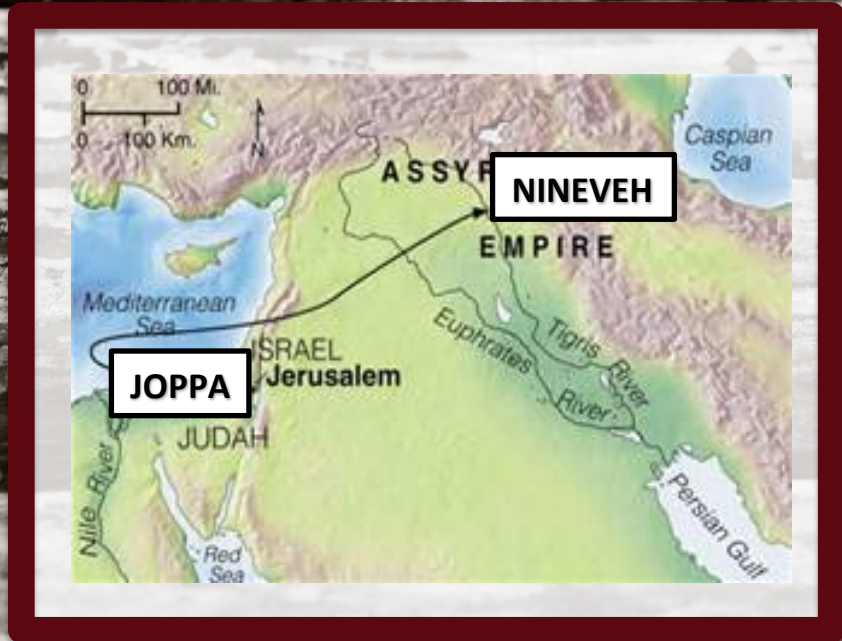 0 100 Mi.
0 100 Km.
N
Caspian
Sea
ASSYR
NINEVEH
EMPIRE
Mediterranean
Sea
Euphrates
River
Tigris
River
ISRAEL
Jerusalem
JOPPA
JUDAH
Nile River
Red
Sea
Persian Gulf